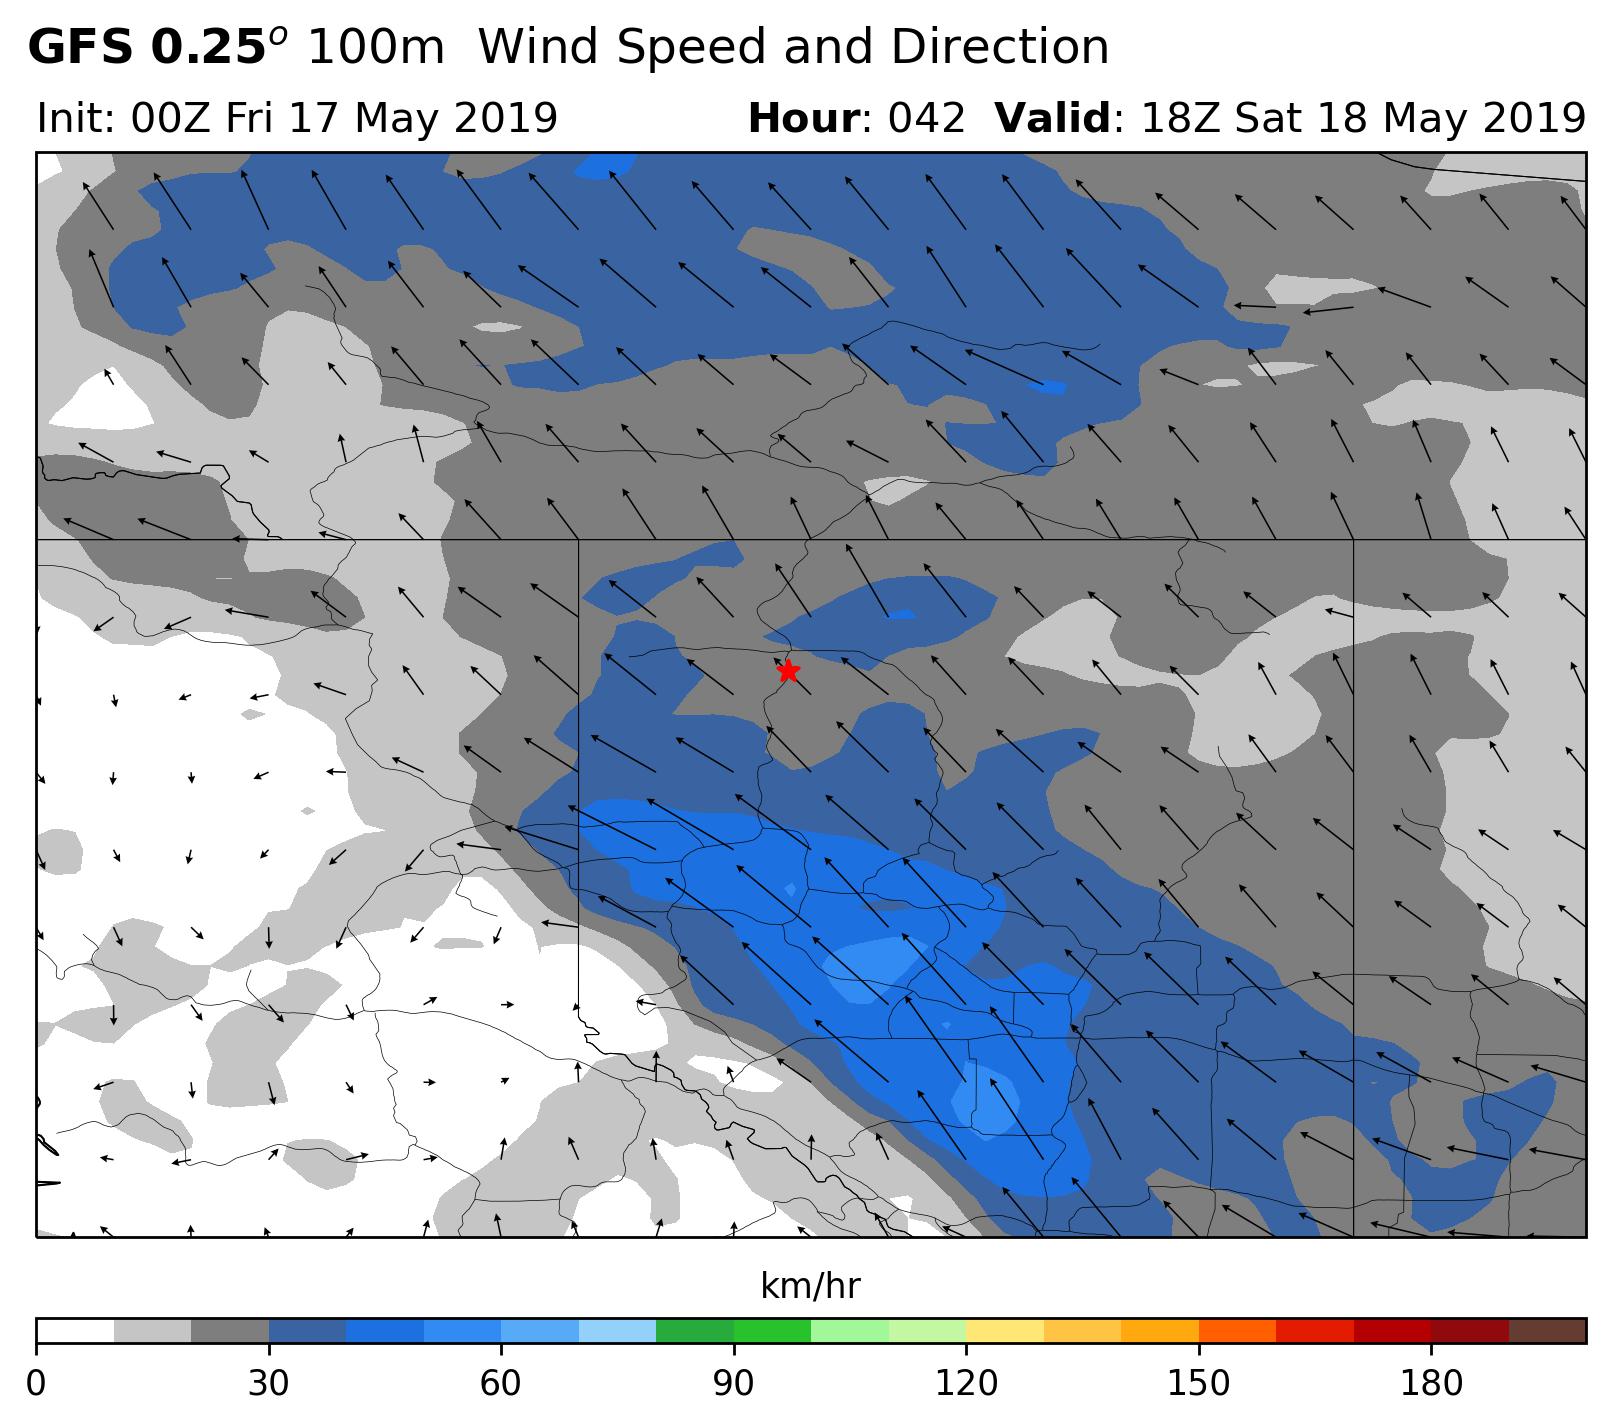 GFS 0.25° 100m Wind Speed and Direction
Init: 00Z Fri 17 May 2019 Hour: 042 Valid: 18Z Sat 18 May 2019
km/hr
0 30 60 90 120 150 180